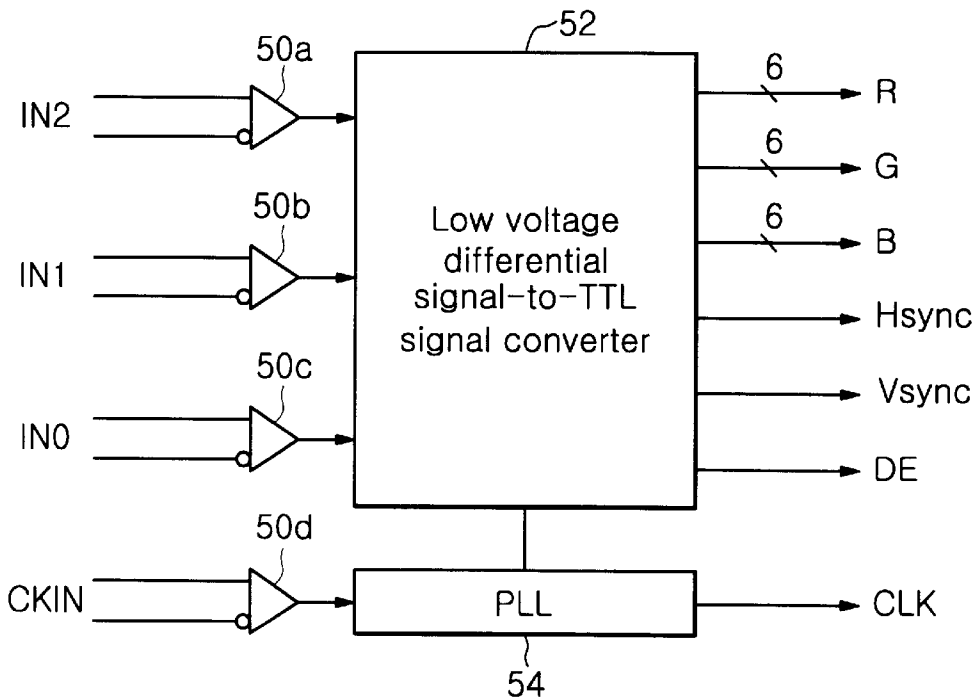 52
50a
IN2
6
R
6
G
50b
IN1
Low voltage
differential
signal-to-TTL
signal converter
6
B
Hsync
50c
IN0
Vsync
DE
50d
CKIN
PLL
CLK
54